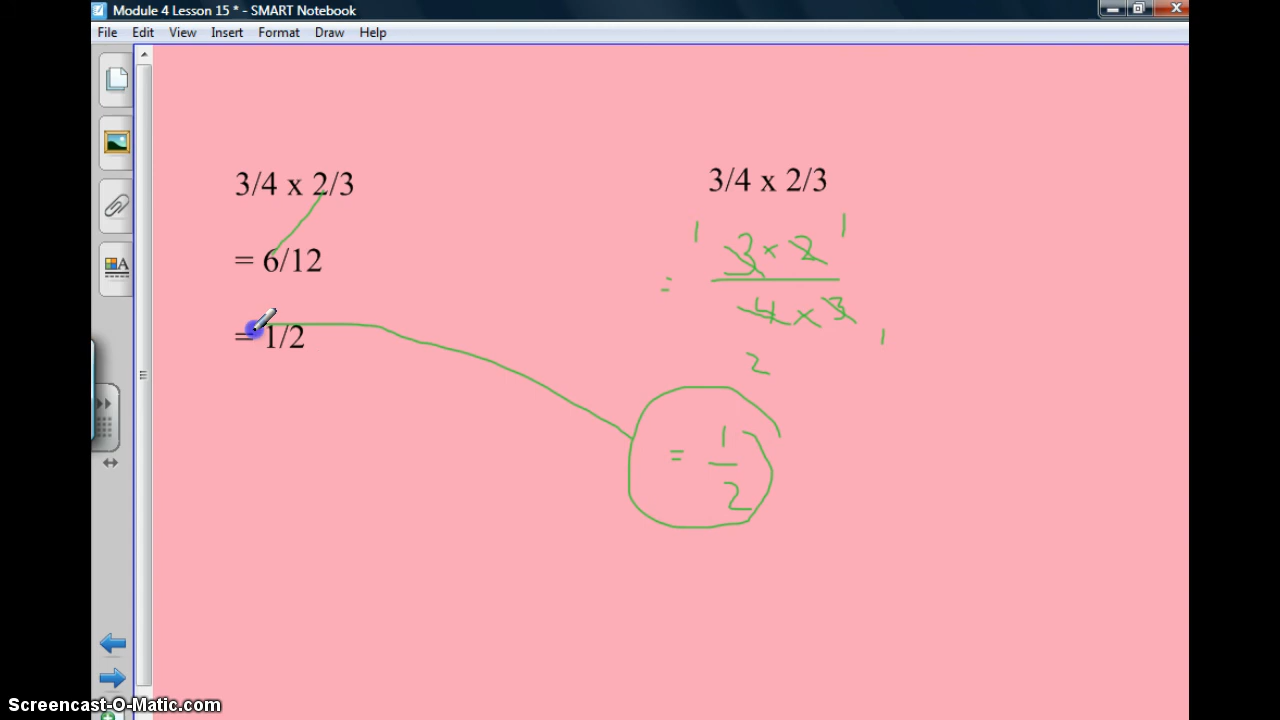 Module 4 Lesson 15 * - SMART Notebook
File Edit View Insert Format Draw Help
3/4 x 2/3
= 6/12
= 1/2
3/4 x 2/3
1 3 x 2 1
=
4 x 3 1
2
= 1
2
Screencast-O-Matic.com